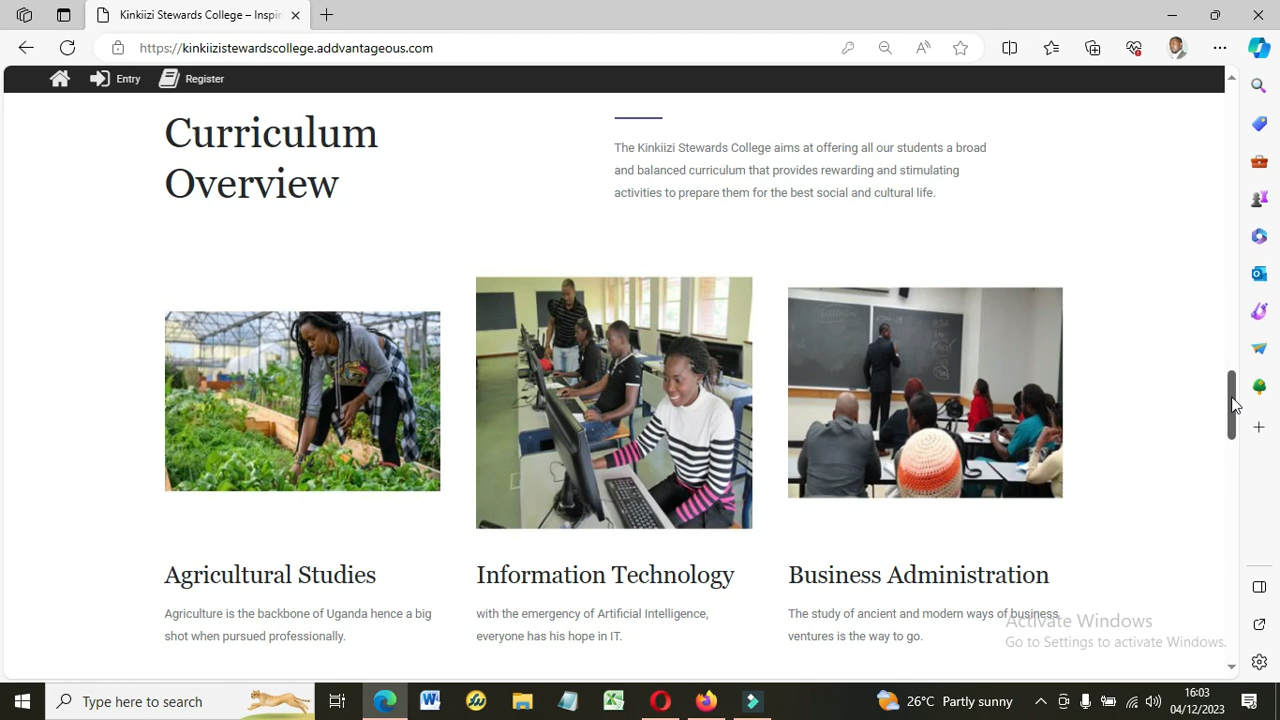 Kinkiizi Stewards College – Inspir
https://kinkiizistewardscollege.addvantageous.com
Entry
Register
Curriculum
Overview
The Kinkiizi Stewards College aims at offering all our students a broad
and balanced curriculum that provides rewarding and stimulating
activities to prepare them for the best social and cultural life.
Agricultural Studies
Agriculture is the backbone of Uganda hence a big
shot when pursued professionally.
Information Technology
with the emergency of Artificial Intelligence,
everyone has his hope in IT.
Business Administration
The study of ancient and modern ways of business
ventures is the way to go.
Activate Windows
Go to Settings to activate Windows.
Type here to search
26°C Partly sunny
16:03
04/12/2023